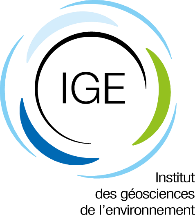 IGE
Institut
des géosciences
de l'environnement